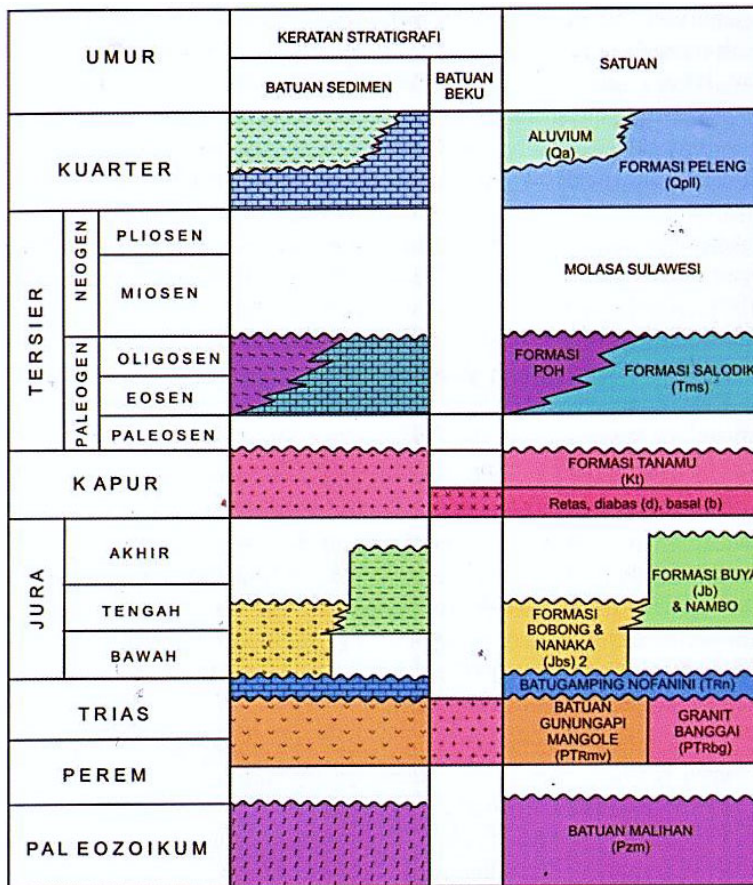 UMUR
KERATAN STRATIGRAFI
BATUAN SEDIMEN
BATUAN
BEKU
SATUAN
KUARTER
ALUVIUM
(Qa)
FORMASI PELENG
(Qpll)
TERSIER
NEOGEN
PLIOSEN
MIOSEN
MOLASA SULAWESI
PALEOGEN
OLIGOSEN
EOSEN
PALEOSEN
FORMASI
POH
FORMASI SALODIK
(Tms)
KAPUR
FORMASI TANAMU
(Kt)
Retas, diabas (d), basal (b)
JURA
AKHIR
TENGAH
BAWAH
FORMASI BUYA
(Jb)
& NAMBO
FORMASI
BOBONG &
NANAKA
(Jbs) 2
BATUGAMPING NOFANINI (TRn)
TRIAS
BATUAN
GUNUNGAPI
MANGOLE
(PTRmv)
GRANIT
BANGGAI
(PTRbg)
PEREM
PALEOZOIKUM
BATUAN MALIHAN
(Pzm)